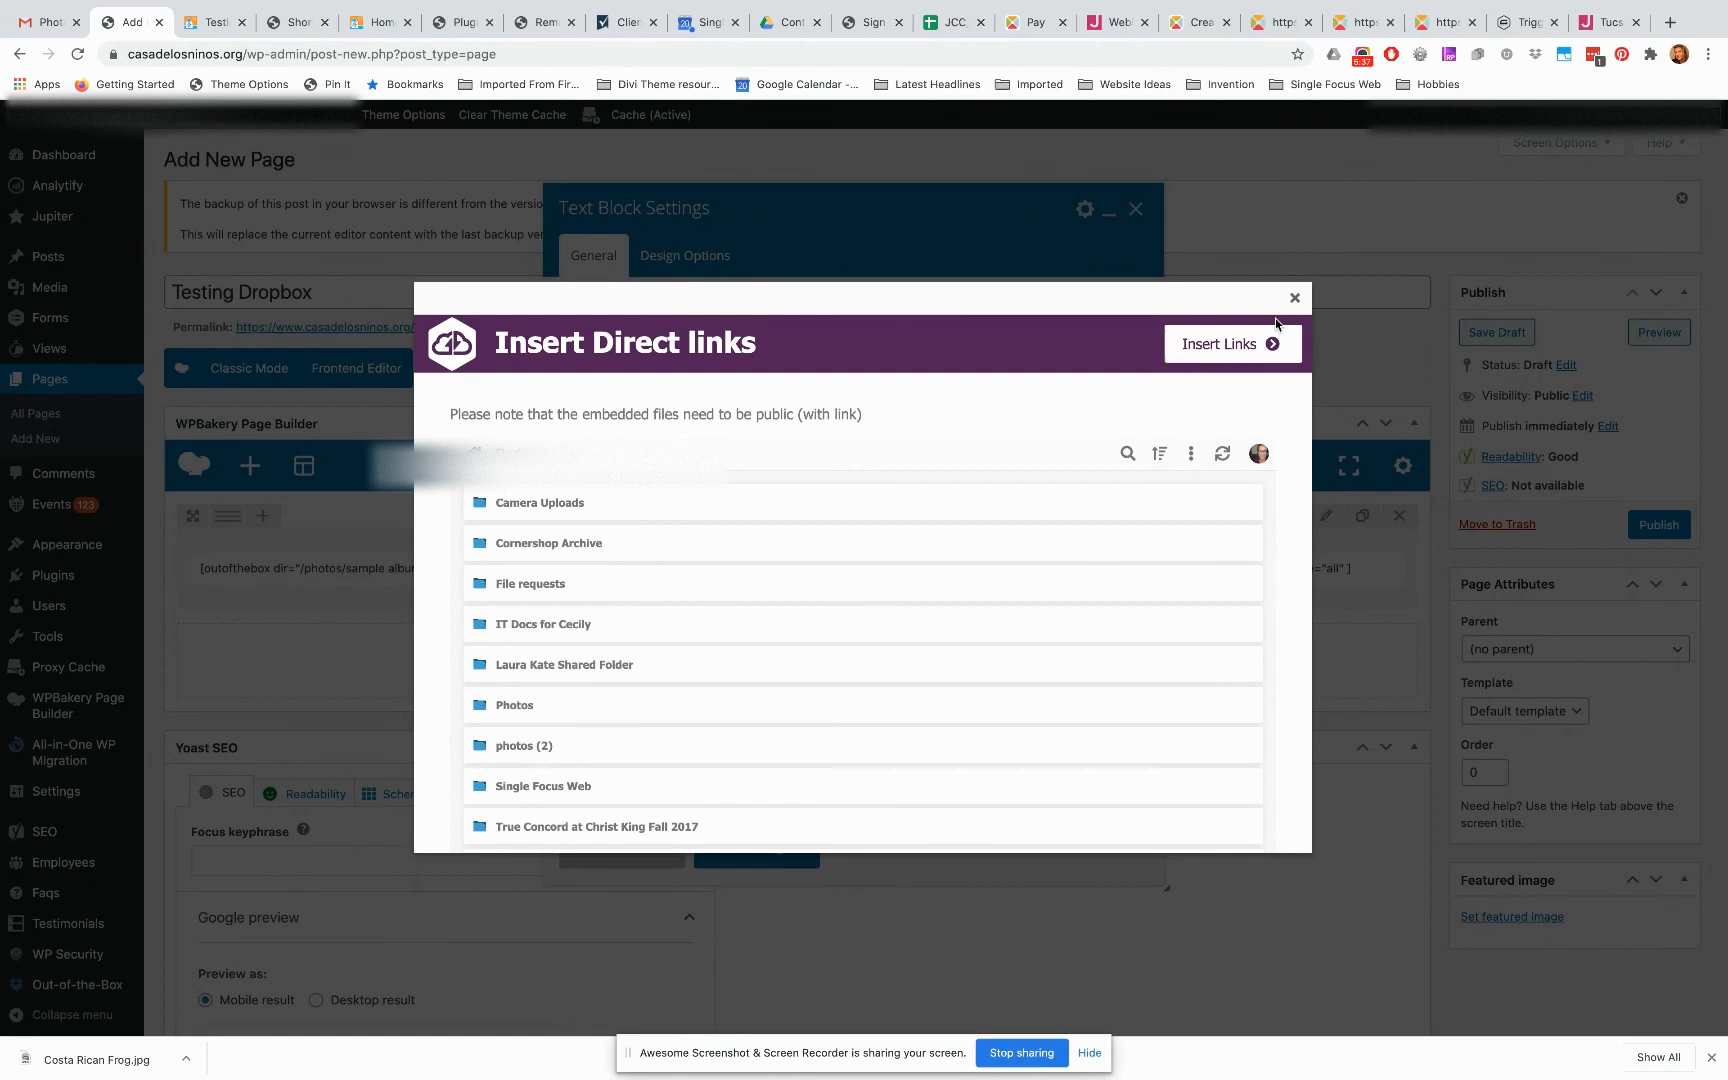 Photo
Add
Testi
Shor
Hom
Plugi
Rem
Clien
Singl
Cont
Sign
JCC_
Pay
Webs
Crea
https
https
https
Trigg
Tucs
casadelosninos.org/wp-admin/post-new.php?post_type=page
5:37
1
Apps
Getting Started
Theme Options
Pin It
Bookmarks
Imported From Fir...
Divi Theme resour...
Google Calendar -...
Latest Headlines
Imported
Website Ideas
Invention
Single Focus Web
Hobbies
Theme Options
Clear Theme Cache
Cache (Active)
Dashboard
Analytify
Jupiter
Posts
Media
Forms
Views
Pages
All Pages
Add New
Comments
Events 123
Appearance
Plugins
Users
Tools
Proxy Cache
WPBakery Page
Builder
All-in-One WP
Migration
Settings
SEO
Employees
Faqs
Testimonials
WP Security
Out-of-the-Box
Collapse menu
Add New Page
Screen Options
Help
The backup of this post in your browser is different from the versio
This will replace the current editor content with the last backup ver
Testing Dropbox
Permalink: https://www.casadelosninos.org/
Classic Mode
Frontend Editor
WPBakery Page Builder
[outofthebox dir="/photos/sample albu
="all" ]
Yoast SEO
SEO
Readability
Schem
Focus keyphrase
Google preview
Preview as:
Mobile result
Desktop result
Text Block Settings
General
Design Options
Insert Direct links
Insert Links
Please note that the embedded files need to be public (with link)
Camera Uploads
Cornershop Archive
File requests
IT Docs for Cecily
Laura Kate Shared Folder
Photos
photos (2)
Single Focus Web
True Concord at Christ King Fall 2017
Publish
Save Draft
Preview
Status: Draft Edit
Visibility: Public Edit
Publish immediately Edit
Readability: Good
SEO: Not available
Move to Trash
Publish
Page Attributes
Parent
(no parent)
Template
Default template
Order
0
Need help? Use the Help tab above the
screen title.
Featured image
Set featured image
Costa Rican Frog.jpg
Awesome Screenshot & Screen Recorder is sharing your screen.
Stop sharing
Hide
Show All